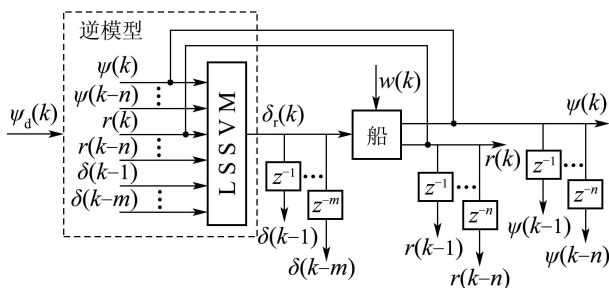 逆模型
ψ(k)
ψ(k−n)
r(k)
r(k−n)
δ(k−1)
δ(k−m)
ψd(k)
LSSVM
δr(k)
w(k)
船
ψ(k)
r(k)
z⁻¹
z⁻ᵐ
δ(k−1)
δ(k−m)
z⁻¹
z⁻ⁿ
r(k−1)
r(k−n)
z⁻¹
z⁻ⁿ
ψ(k−1)
ψ(k−n)